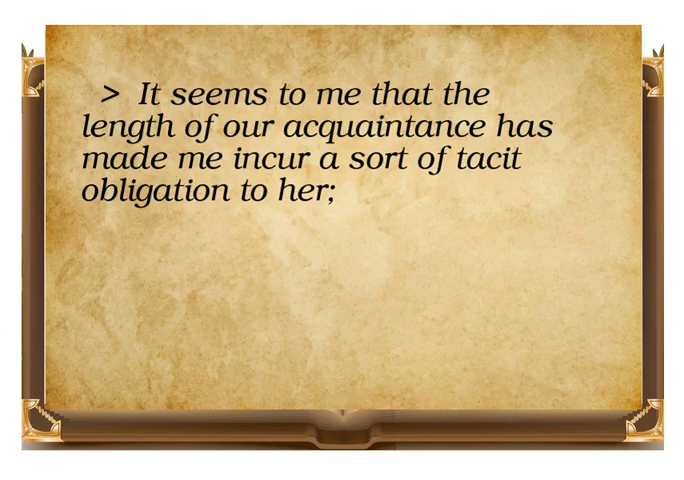 > It seems to me that the
length of our acquaintance has
made me incur a sort of tacit
obligation to her;